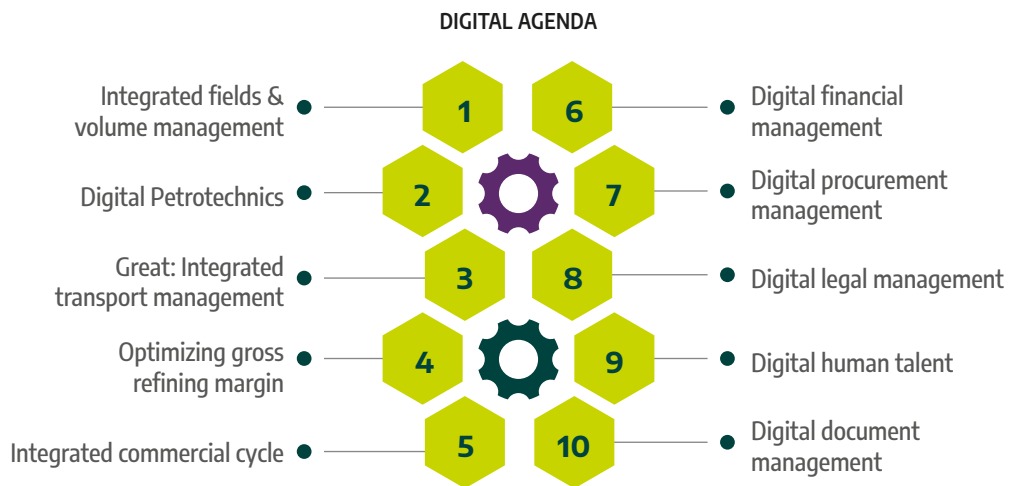 DIGITAL AGENDA
Integrated fields &
volume management
1
Digital Petrotechnics
2
Great: Integrated
transport management
3
Optimizing gross
refining margin
4
Integrated commercial cycle
5
6
Digital financial
management
7
Digital procurement
management
8
Digital legal management
9
Digital human talent
10
Digital document
management